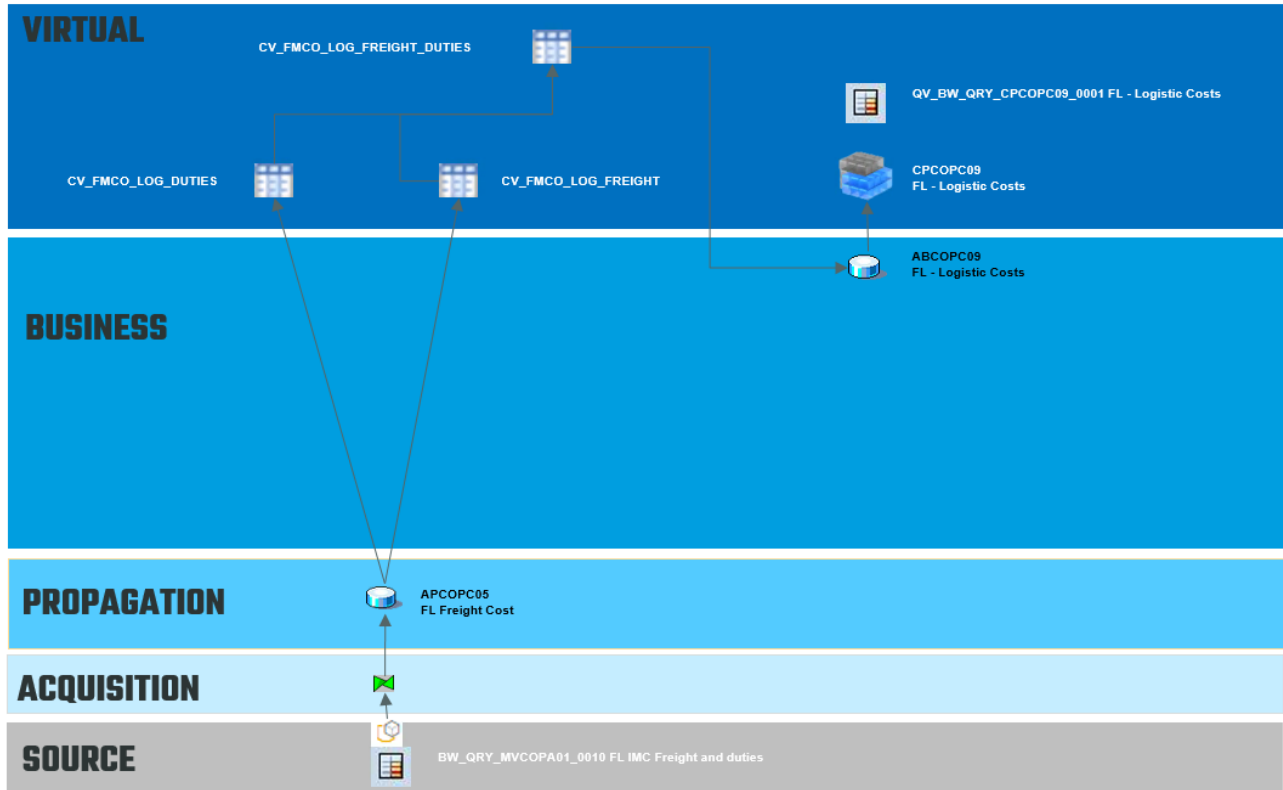 VIRTUAL
CV_FMCO_LOG_FREIGHT_DUTIES
QV_BW_QRY_CPCOPC09_0001 FL - Logistic Costs
CV_FMCO_LOG_DUTIES
CV_FMCO_LOG_FREIGHT
CPCOPC09
FL - Logistic Costs
ABCOPC09
FL - Logistic Costs
BUSINESS
PROPAGATION
APCOPC05
FL Freight Cost
ACQUISITION
SOURCE
BW_QRY_MVCOPA01_0010 FL IMC Freight and duties